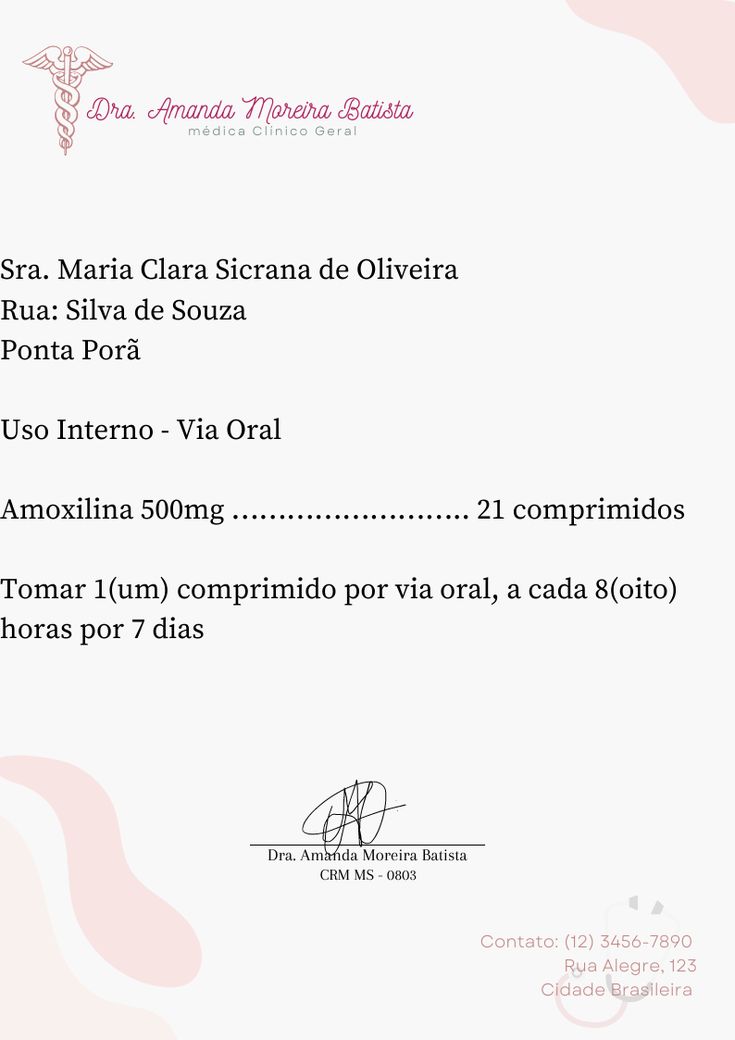 Dra. Amanda Moreira Batista
médica Clínico Geral
Sra. Maria Clara Sicrana de Oliveira
Rua: Silva de Souza
Ponta Porã
Uso Interno - Via Oral
Amoxilina 500mg ............................ 21 comprimidos
Tomar 1(um) comprimido por via oral, a cada 8(oito)
horas por 7 dias
Dra. Amanda Moreira Batista
CRM MS - 0803
Contato: (12) 3456-7890
Rua Alegre, 123
Cidade Brasileira